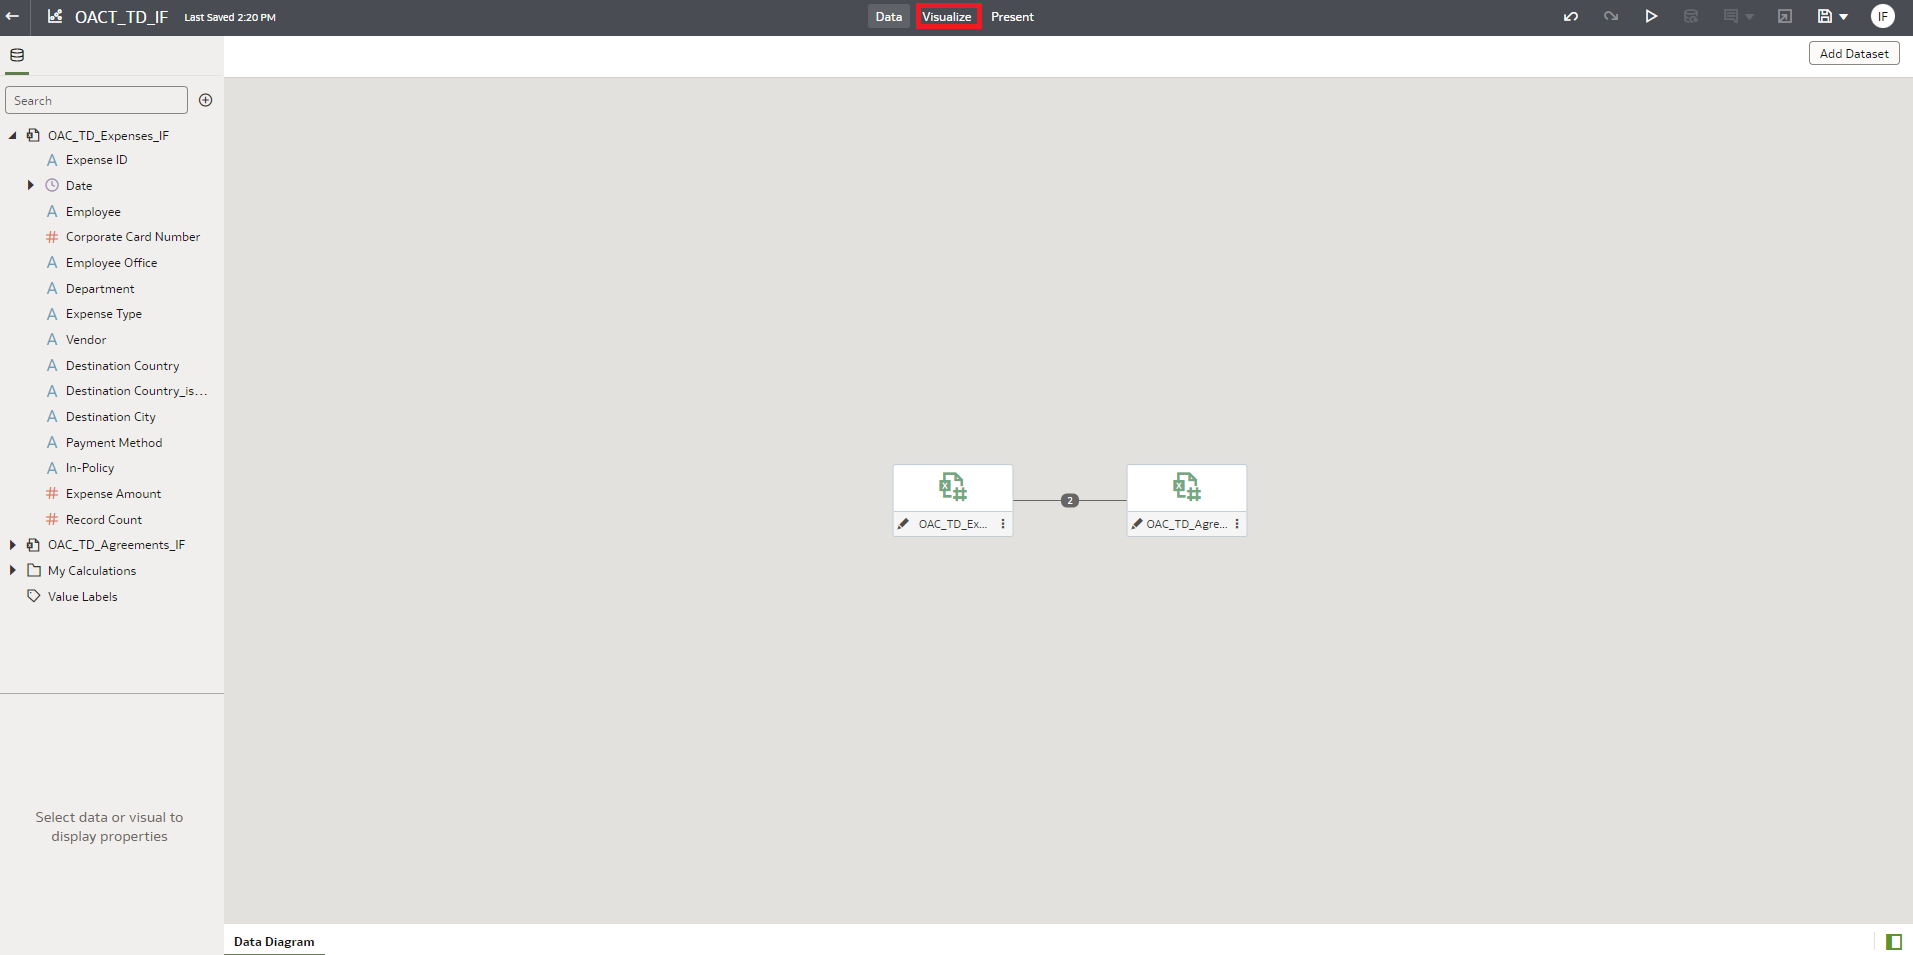 OACT_TD_IF Last Saved 2:20 PM Data Visualize Present IF
Add Dataset
Search
OAC_TD_Expenses_IF
A Expense ID
Date
A Employee
# Corporate Card Number
A Employee Office
A Department
A Expense Type
A Vendor
A Destination Country
A Destination Country_is...
A Destination City
A Payment Method
A In-Policy
# Expense Amount
# Record Count
OAC_TD_Agreements_IF
My Calculations
Value Labels
2
OAC_TD_Ex...
OAC_TD_Agre...
Select data or visual to
display properties
Data Diagram